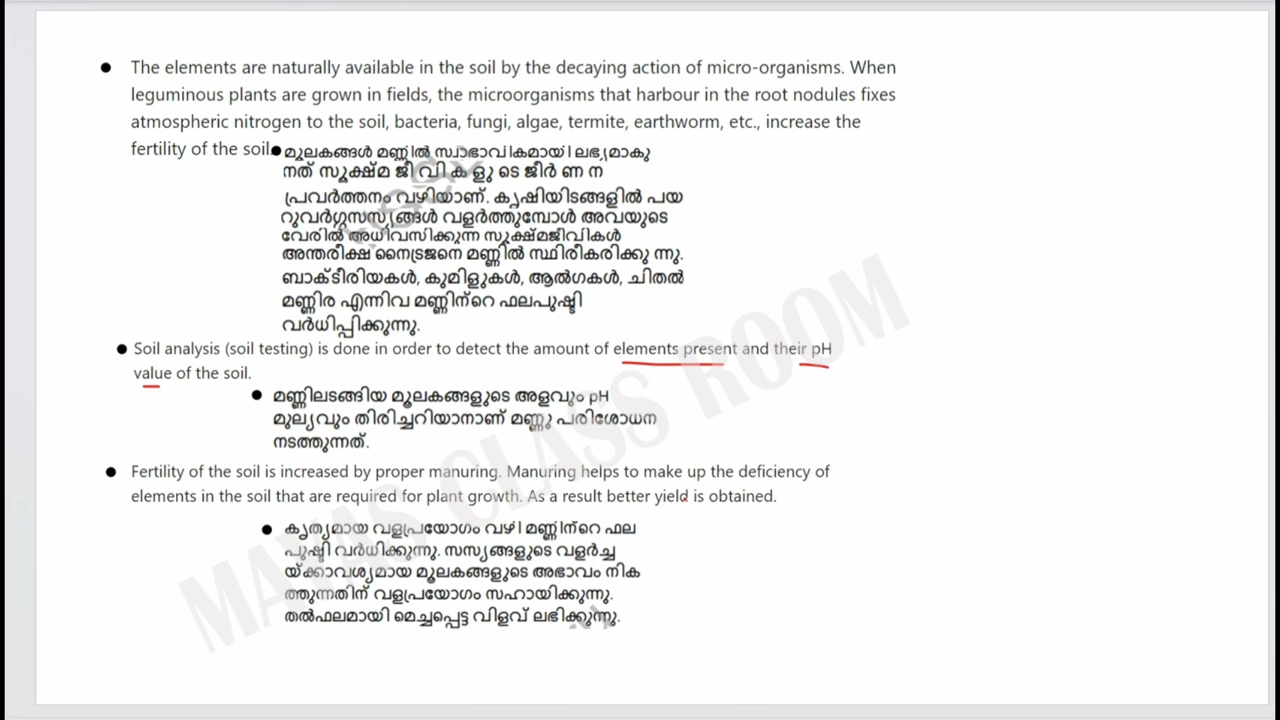 ● The elements are naturally available in the soil by the decaying action of micro-organisms. When
leguminous plants are grown in fields, the microorganisms that harbour in the root nodules fixes
atmospheric nitrogen to the soil, bacteria, fungi, algae, termite, earthworm, etc., increase the
fertility of the soil
● മൂലകങ്ങൾ മണ്ണിൽ സ്വാഭാവികമായി ലഭ്യമാകു
നത് സൂക്ഷ്മ ജീവി കളു ടെ ജീർ ണ ന
പ്രവർത്തനം വഴിയാണ്. കൃഷിയിടങ്ങളിൽ പയ
റുവർഗ്ഗസസ്യങ്ങൾ വളർത്തുമ്പോൾ അവയുടെ
വേരിൽ അധിവസിക്കുന്ന സൂക്ഷ്മജീവികൾ
അന്തരീക്ഷ നൈട്രജനെ മണ്ണിൽ സ്ഥിരീകരിക്കു ന്നു.
ബാക്ടീരിയകൾ, കുമിളുകൾ, ആൽഗകൾ, ചിതൽ
മണ്ണിര എന്നിവ മണ്ണിന്റെ ഫലപുഷ്ടി
വർധിപ്പിക്കുന്നു.
● Soil analysis (soil testing) is done in order to detect the amount of elements present and their pH
value of the soil.
● മണ്ണിലടങ്ങിയ മൂലകങ്ങളുടെ അളവും pH
മുല്യവും തിരിച്ചറിയാനാണ് മണ്ണു പരിശോധന
നടത്തുന്നത്.
● Fertility of the soil is increased by proper manuring. Manuring helps to make up the deficiency of
elements in the soil that are required for plant growth. As a result better yield is obtained.
● കൃത്യമായ വളപ്രയോഗം വഴി മണ്ണിന്റെ ഫല
പുഷ്ടി വർധിക്കുന്നു. സസ്യങ്ങളുടെ വളർച്ച
യ്ക്കാവശ്യമായ മൂലകങ്ങളുടെ അഭാവം നിക
ത്തുന്നതിന് വളപ്രയോഗം സഹായിക്കുന്നു.
തൽഫലമായി മെച്ചപ്പെട്ട വിളവ് ലഭിക്കുന്നു.
MAYAS CLASS ROOM